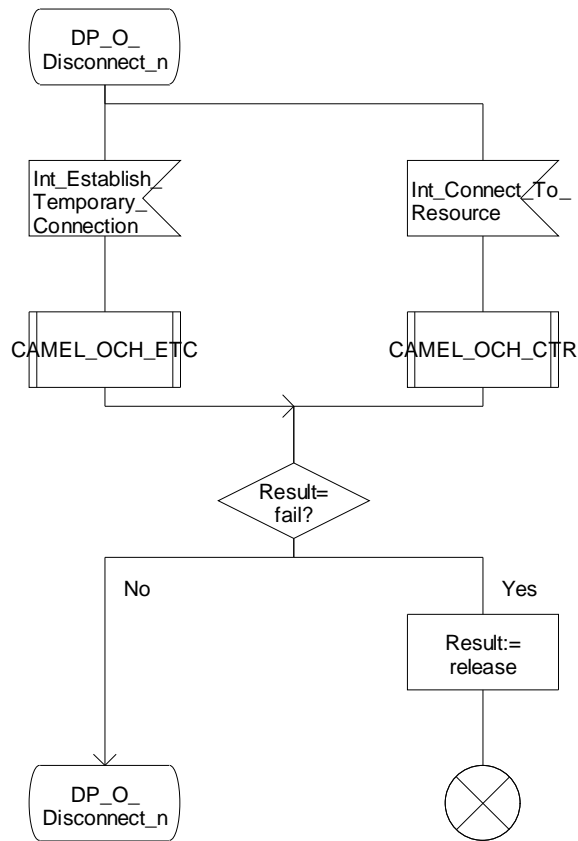 DP_O_
Disconnect_n
Int_Establish_
Temporary_
Connection
Int_Connect_To_
Resource
CAMEL_OCH_ETC
CAMEL_OCH_CTR
Result=
fail?
No
Yes
Result:=
release
DP_O_
Disconnect_n